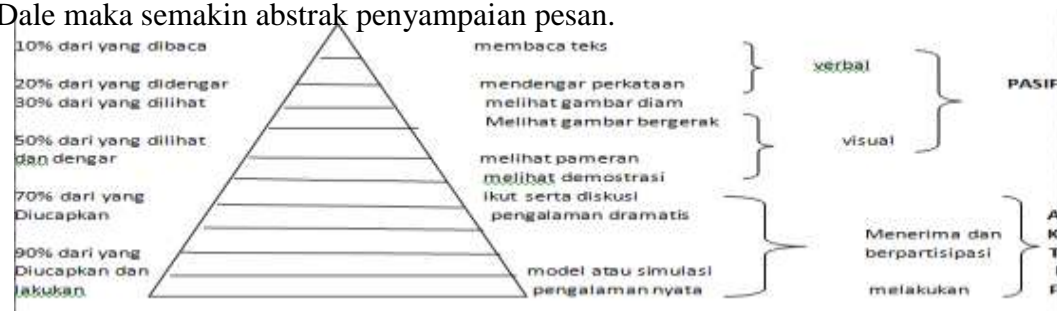 Dale maka semakin abstrak penyampaian pesan.
10% dari yang dibaca
membaca teks
verbal
20% dari yang didengar
mendengar perkataan
PASIF
30% dari yang dilihat
melihat gambar diam
Melihat gambar bergerak
50% dari yang dilihat
dan dengar
visual
melihat pameran
melihat demostrasi
70% dari yang
Diucapkan
ikut serta diskusi
pengalaman dramatis
Menerima dan
berpartisipasi
90% dari yang
Diucapkan dan
lakukan
model atau simulasi
pengalaman nyata
melakukan
A
K
T
I
F